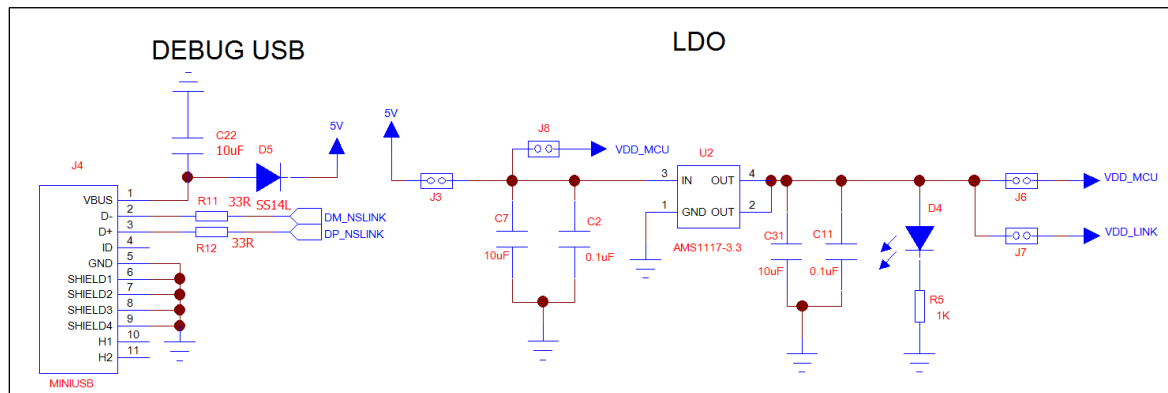 DEBUG USB
LDO
C22
10uF
D5
5V
SS14L
J4
VBUS 1
D- 2
D+ 3
ID 4
GND 5
SHIELD1 6
SHIELD2 7
SHIELD3 8
SHIELD4 9
H1 10
H2 11
MINIUSB
R11
33R
DM_NSLINK
DP_NSLINK
R12
33R
5V
J3
J8
VDD_MCU
C7
10uF
C2
0.1uF
U2
3 IN OUT 4
1 GND OUT 2
AMS1117-3.3
C31
10uF
C11
0.1uF
D4
R5
1K
J6
VDD_MCU
J7
VDD_LINK